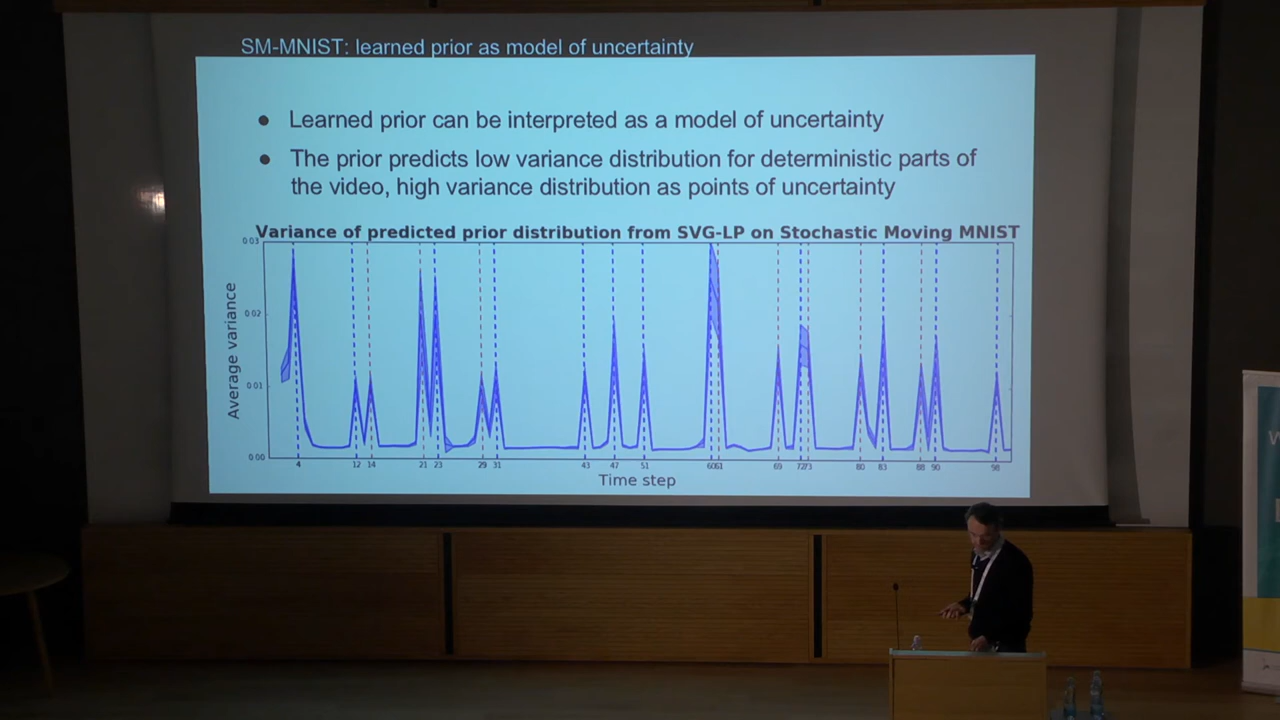 SM-MNIST: learned prior as model of uncertainty
● Learned prior can be interpreted as a model of uncertainty
● The prior predicts low variance distribution for deterministic parts of
the video, high variance distribution as points of uncertainty
Variance of predicted prior distribution from SVG-LP on Stochastic Moving MNIST
Average variance
0.03
0.02
0.01
0.00
4 12 14 21 23 29 31 43 47 51 60 61 69 72 73 80 83 88 90 98
Time step